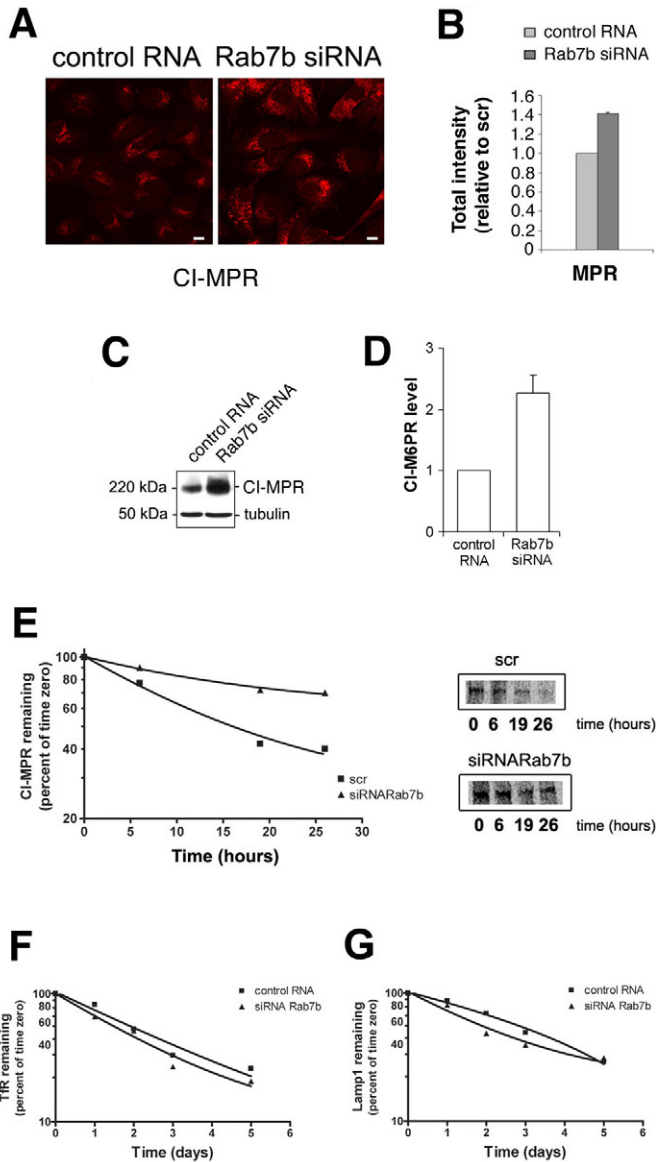 A
control RNA Rab7b siRNA
CI-MPR
B
control RNA
Rab7b siRNA
Total intensity
(relative to scr)
1.6
1.4
1.2
1.0
0.8
0.6
0.4
0.2
0
MPR
C
control RNA
Rab7b siRNA
220 kDa
CI-MPR
50 kDa
tubulin
D
CI-M6PR level
3
2
1
0
control
RNA
Rab7b
siRNA
E
CI-MPR remaining
(percent of time zero)
100
80
60
40
20
0 5 10 15 20 25 30
Time (hours)
scr
siRNARab7b
scr
0 6 19 26 time (hours)
siRNARab7b
0 6 19 26 time (hours)
F
TfR remaining
(percent of time zero)
100
80
60
40
10
0 1 2 3 4 5 6
Time (days)
control RNA
siRNA Rab7b
G
Lamp1 remaining
(percent of time zero)
100
80
60
40
10
0 1 2 3 4 5 6
Time (days)
control RNA
siRNA Rab7b